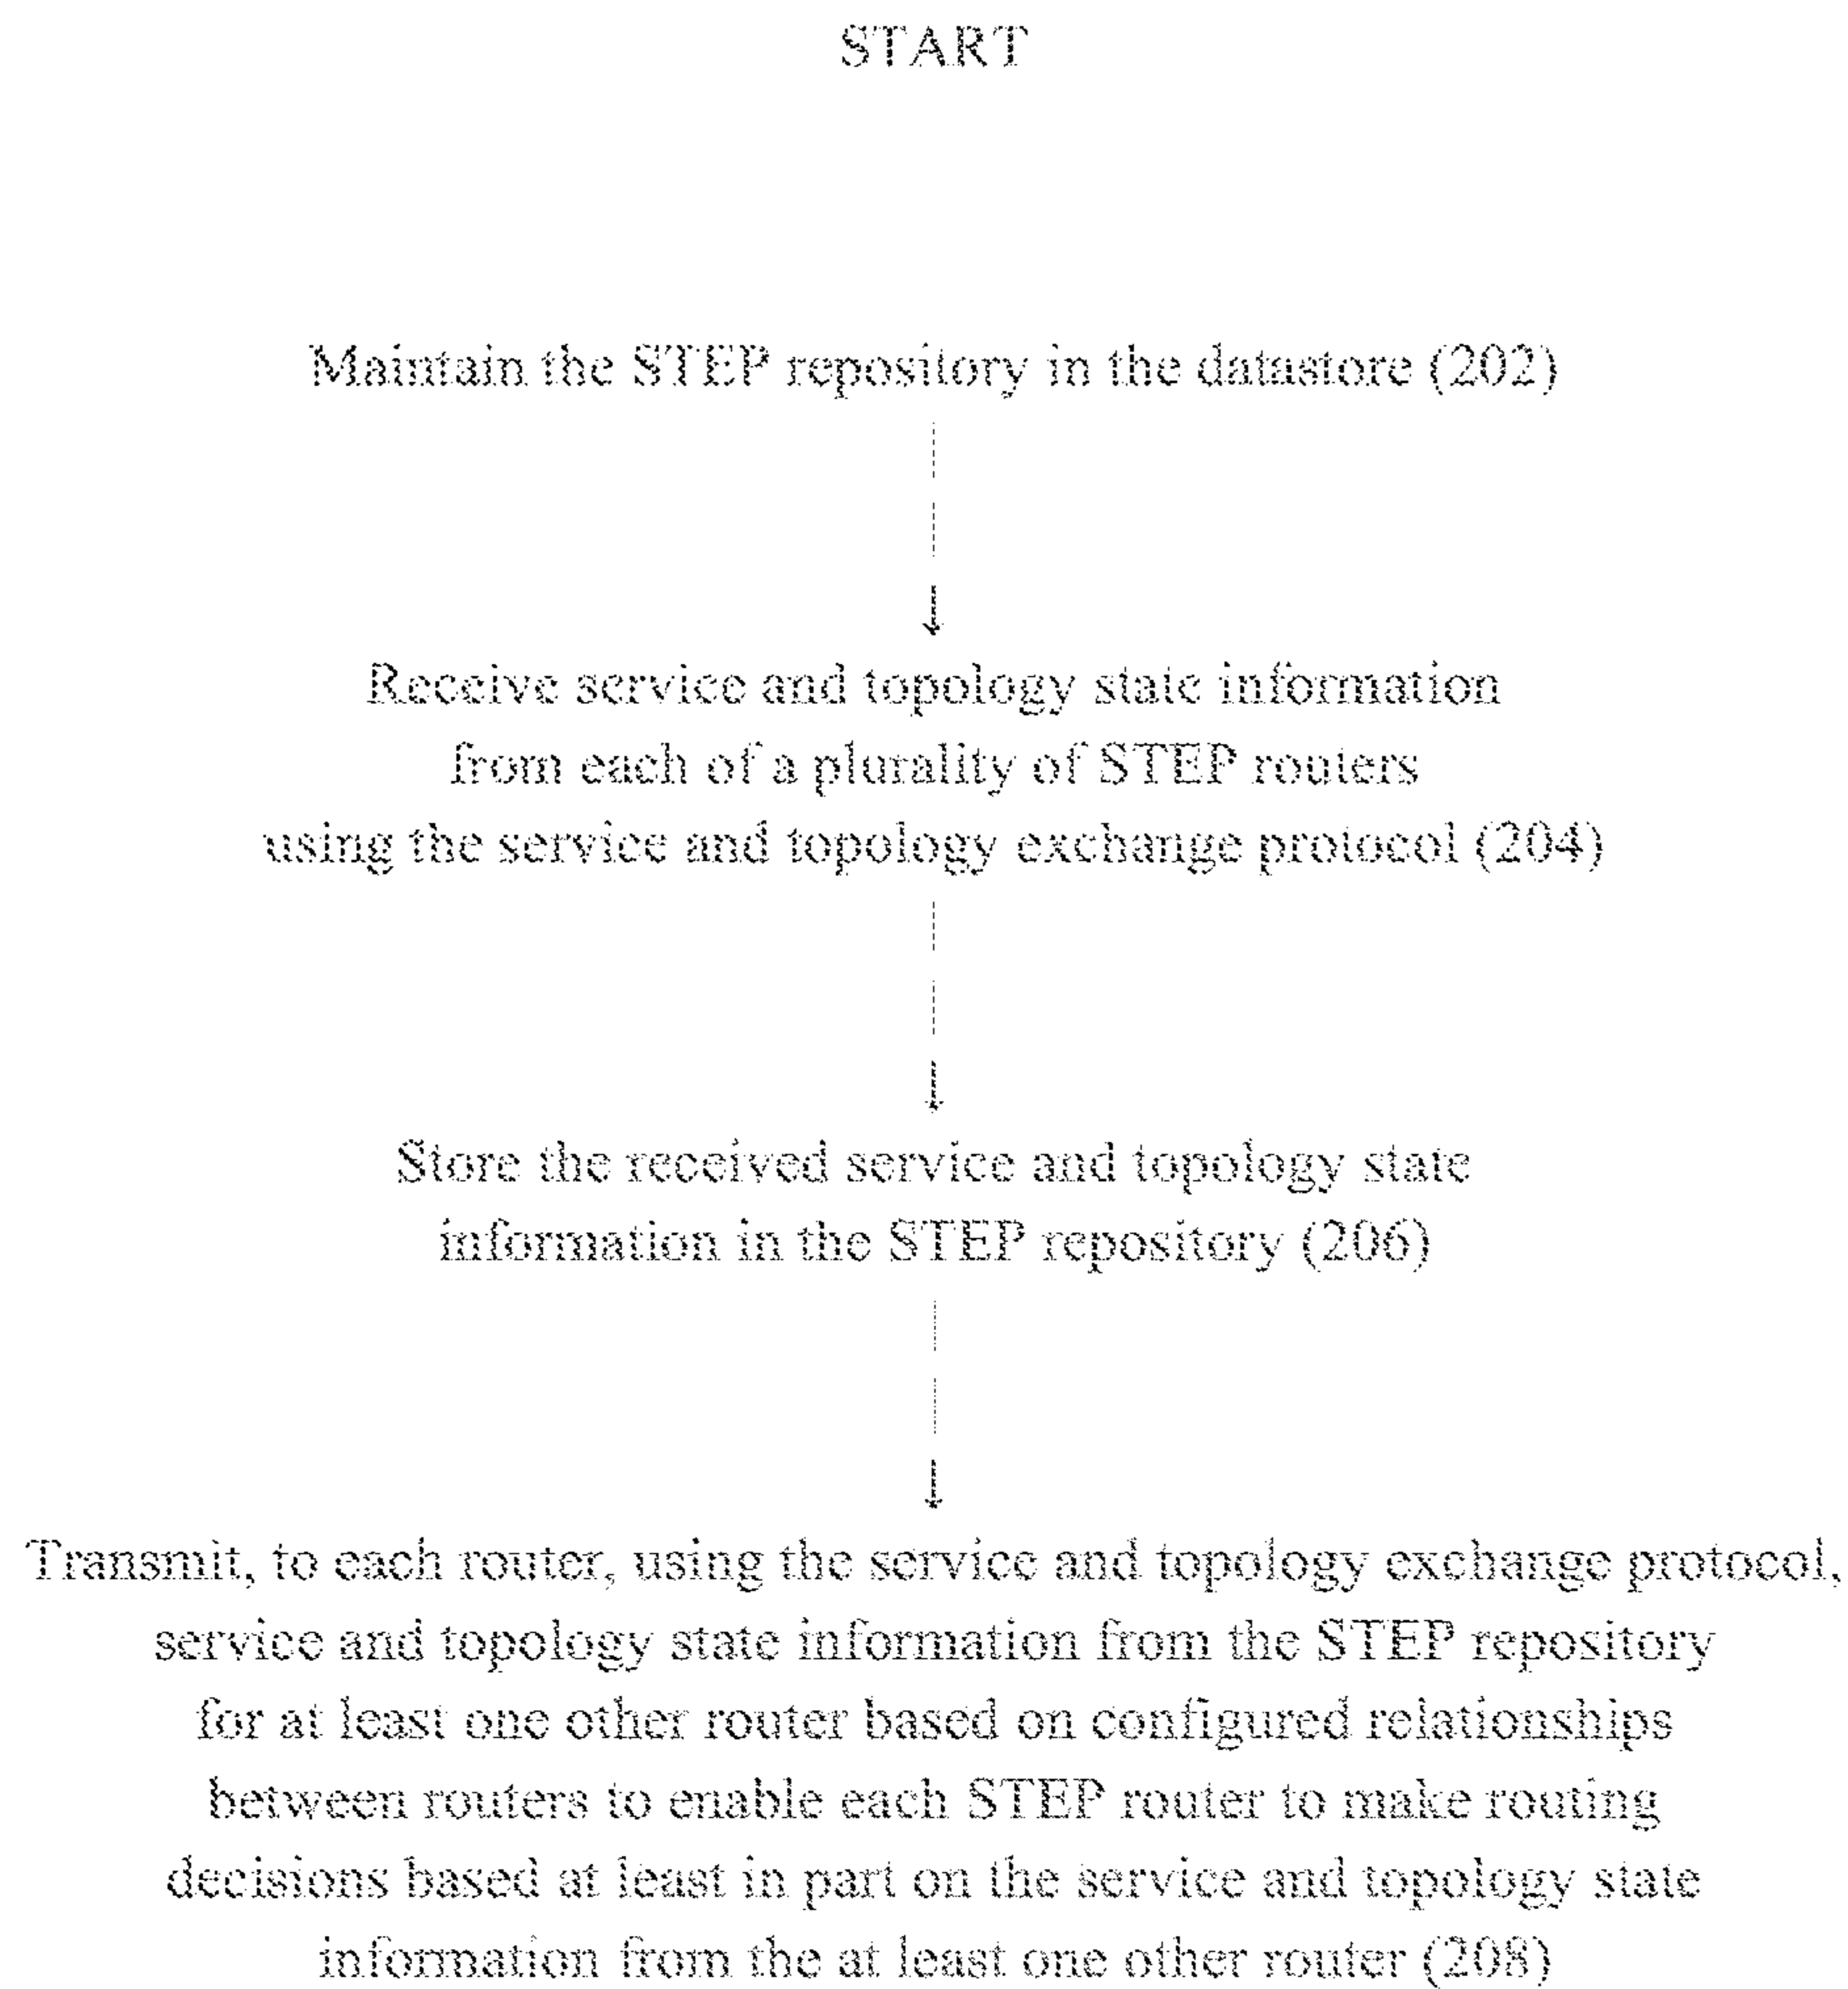 START
Maintain the STEP repository in the datastore (202)
Receive service and topology state information
from each of a plurality of STEP routers
using the service and topology exchange protocol (204)
Store the received service and topology state
information in the STEP repository (206)
Transmit, to each router, using the service and topology exchange protocol,
service and topology state information from the STEP repository
for at least one other router based on configured relationships
between routers to enable each STEP router to make routing
decisions based at least in part on the service and topology state
information from the at least one other router (208)